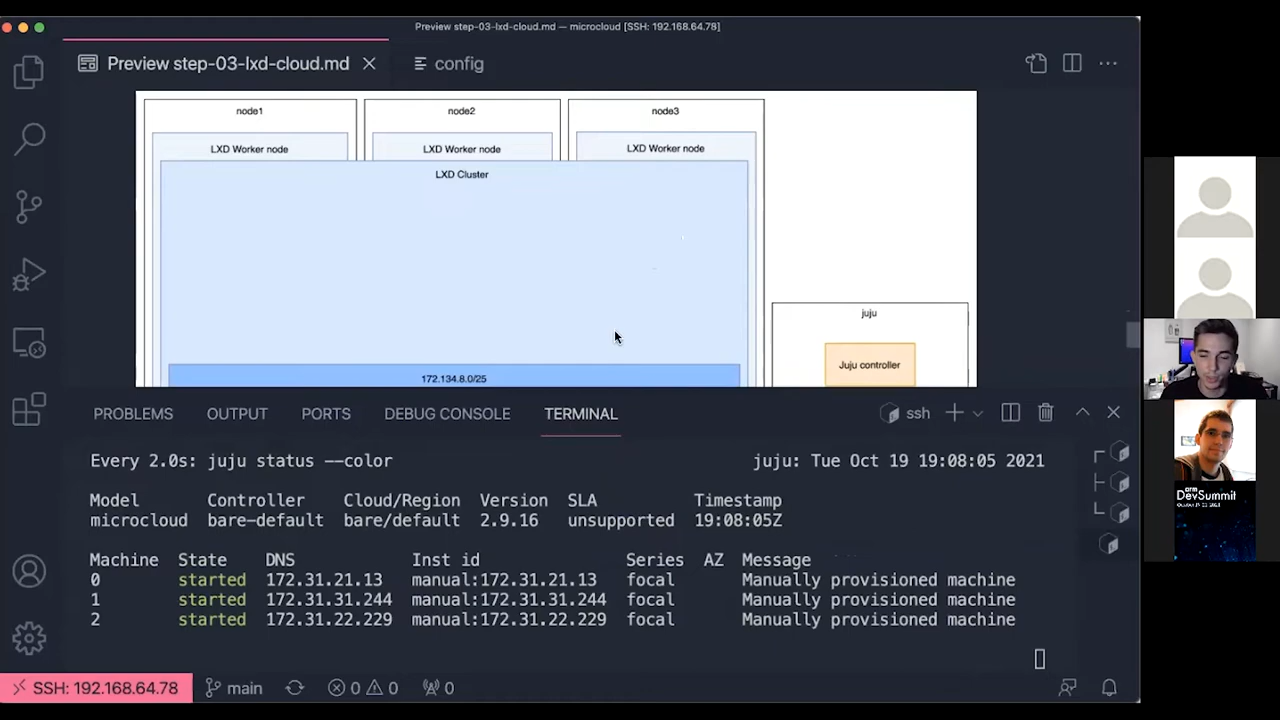 Preview step-03-lxd-cloud.md — microcloud [SSH: 192.168.64.78]
Preview step-03-lxd-cloud.md
config
node1 node2 node3
LXD Worker node LXD Worker node LXD Worker node
LXD Cluster
juju
Juju controller
172.134.8.0/25
PROBLEMS OUTPUT PORTS DEBUG CONSOLE TERMINAL ssh
Every 2.0s: juju status --color juju: Tue Oct 19 19:08:05 2021
Model Controller Cloud/Region Version SLA Timestamp
microcloud bare-default bare/default 2.9.16 unsupported 19:08:05Z
Machine State DNS Inst id Series AZ Message
0 started 172.31.21.13 manual:172.31.21.13 focal Manually provisioned machine
1 started 172.31.31.244 manual:172.31.31.244 focal Manually provisioned machine
2 started 172.31.22.229 manual:172.31.22.229 focal Manually provisioned machine
SSH: 192.168.64.78 main 0 0 0
arm
DevSummit